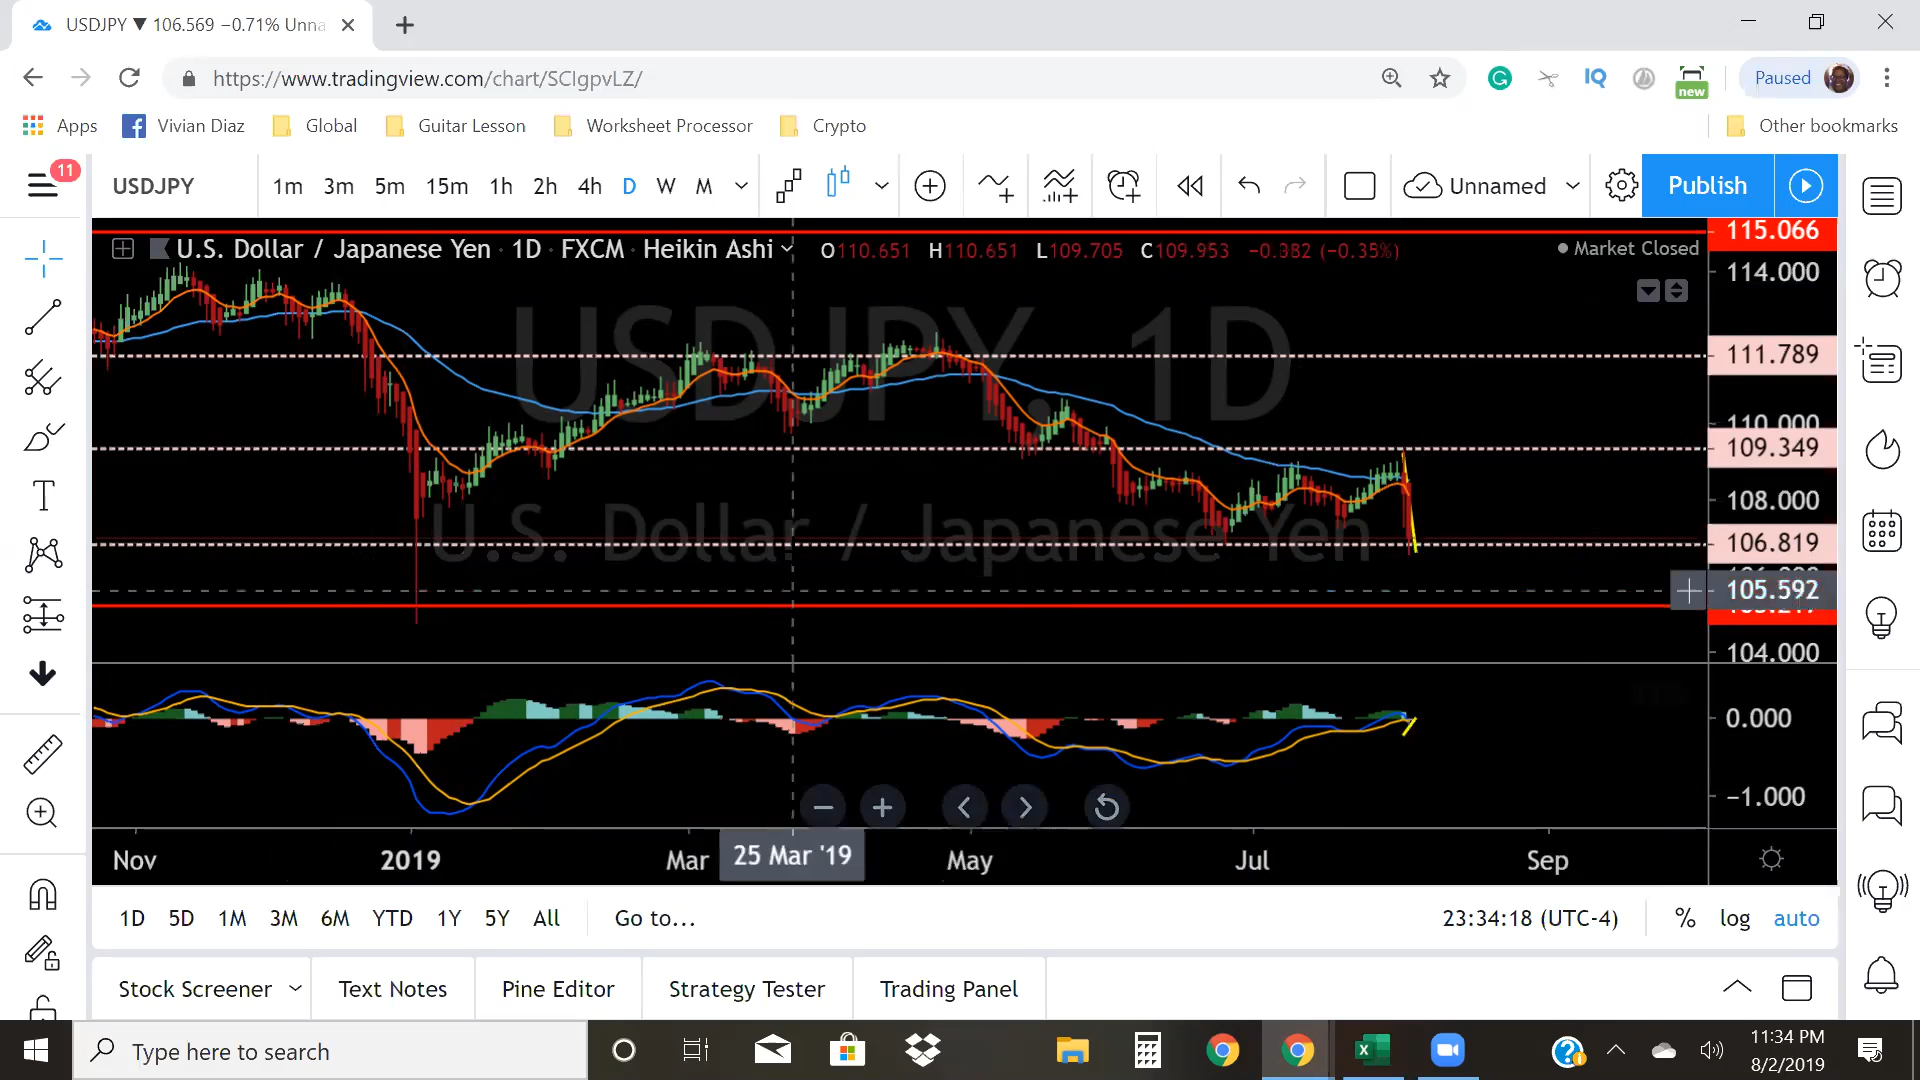 USDJPY ▼ 106.569 −0.71% Unna
https://www.tradingview.com/chart/SCIgpvLZ/
IQ
new
Paused
Apps
Vivian Diaz
Global
Guitar Lesson
Worksheet Processor
Crypto
Other bookmarks
11
USDJPY
1m 3m 5m 15m 1h 2h 4h D W M
Unnamed
Publish
U.S. Dollar / Japanese Yen · 1D · FXCM · Heikin Ashi
O110.651 H110.651 L109.705 C109.953 −0.382 (−0.35%)
Market Closed
USDJPY, 1D
U.S. Dollar / Japanese Yen
115.066
114.000
111.789
110.000
109.349
108.000
106.819
105.592
104.000
0.000
−1.000
Nov 2019 Mar 25 Mar '19 May Jul Sep
1D 5D 1M 3M 6M YTD 1Y 5Y All Go to...
23:34:18 (UTC-4) % log auto
Stock Screener Text Notes Pine Editor Strategy Tester Trading Panel
Type here to search
11:34 PM
8/2/2019